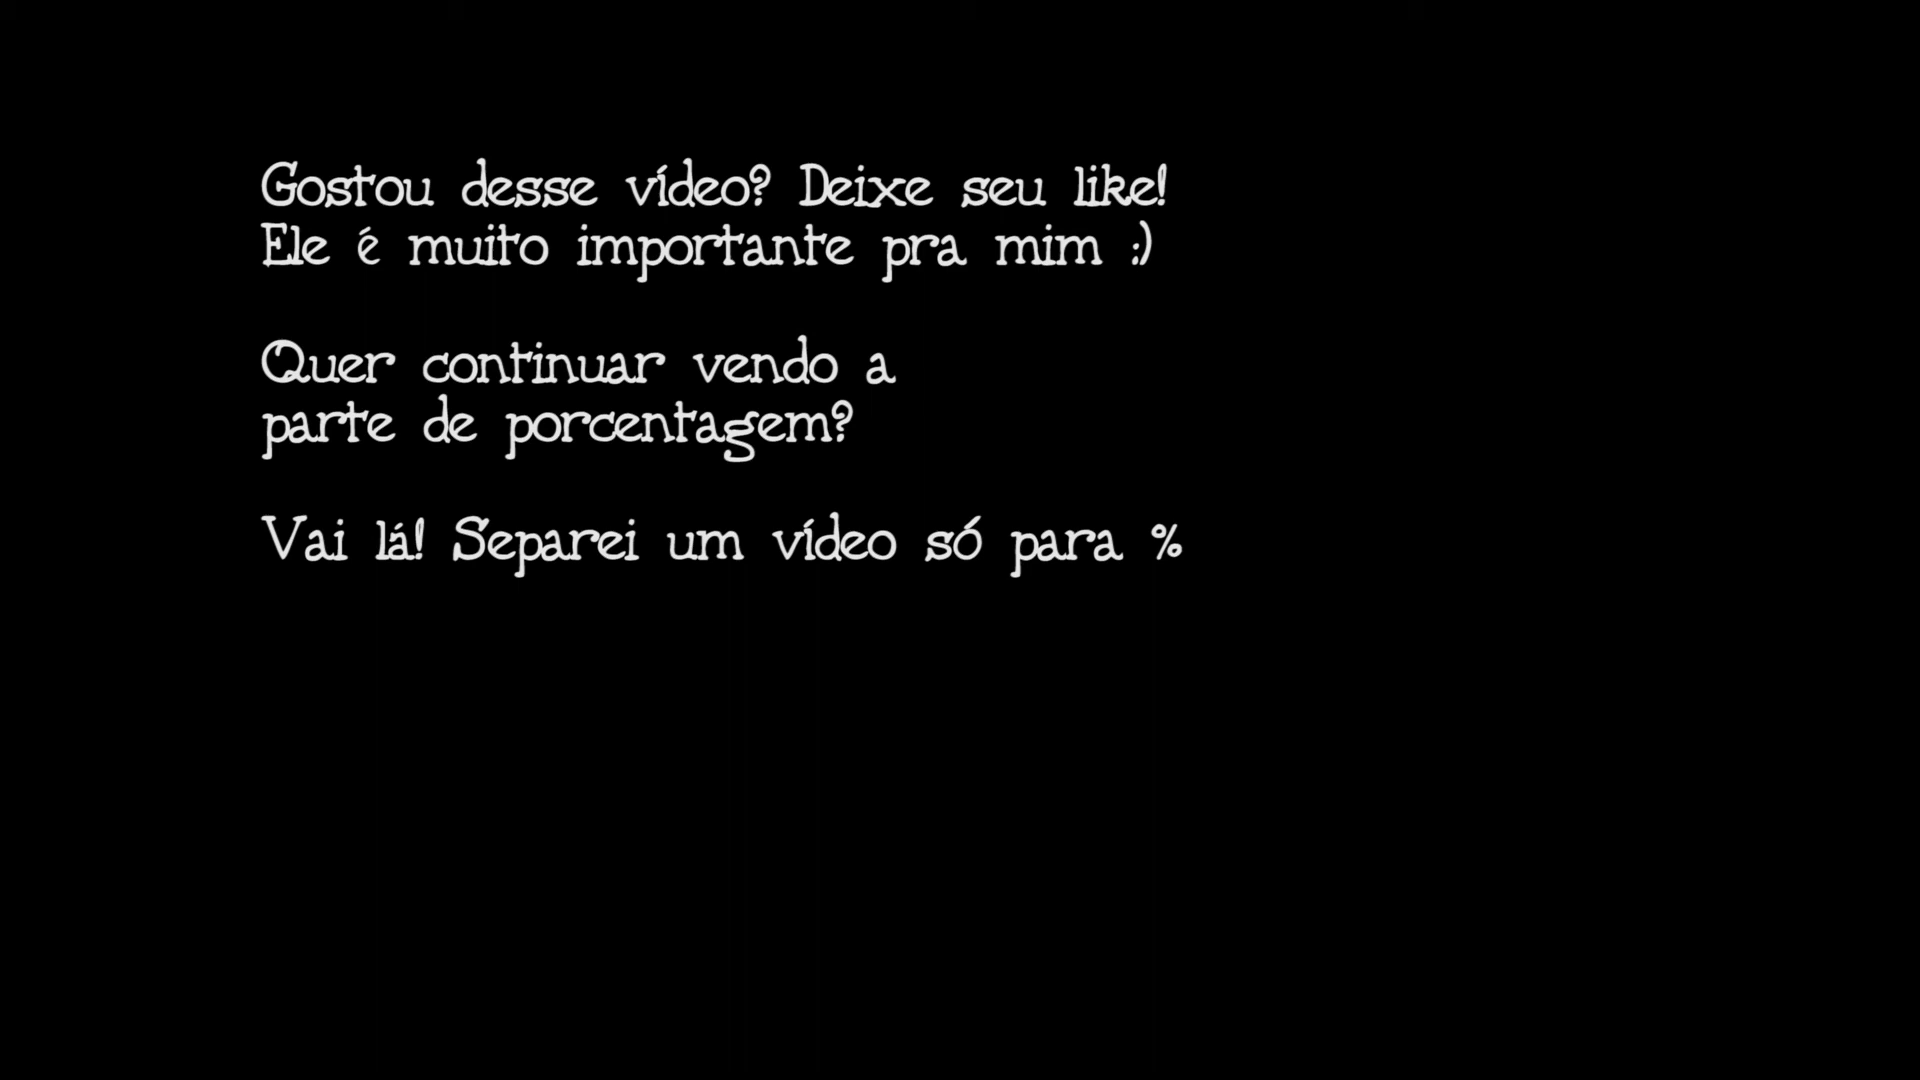 Gostou desse vídeo? Deixe seu like!
Ele é muito importante pra mim :)
Quer continuar vendo a
parte de porcentagem?
Vai lá! Separei um vídeo só para %